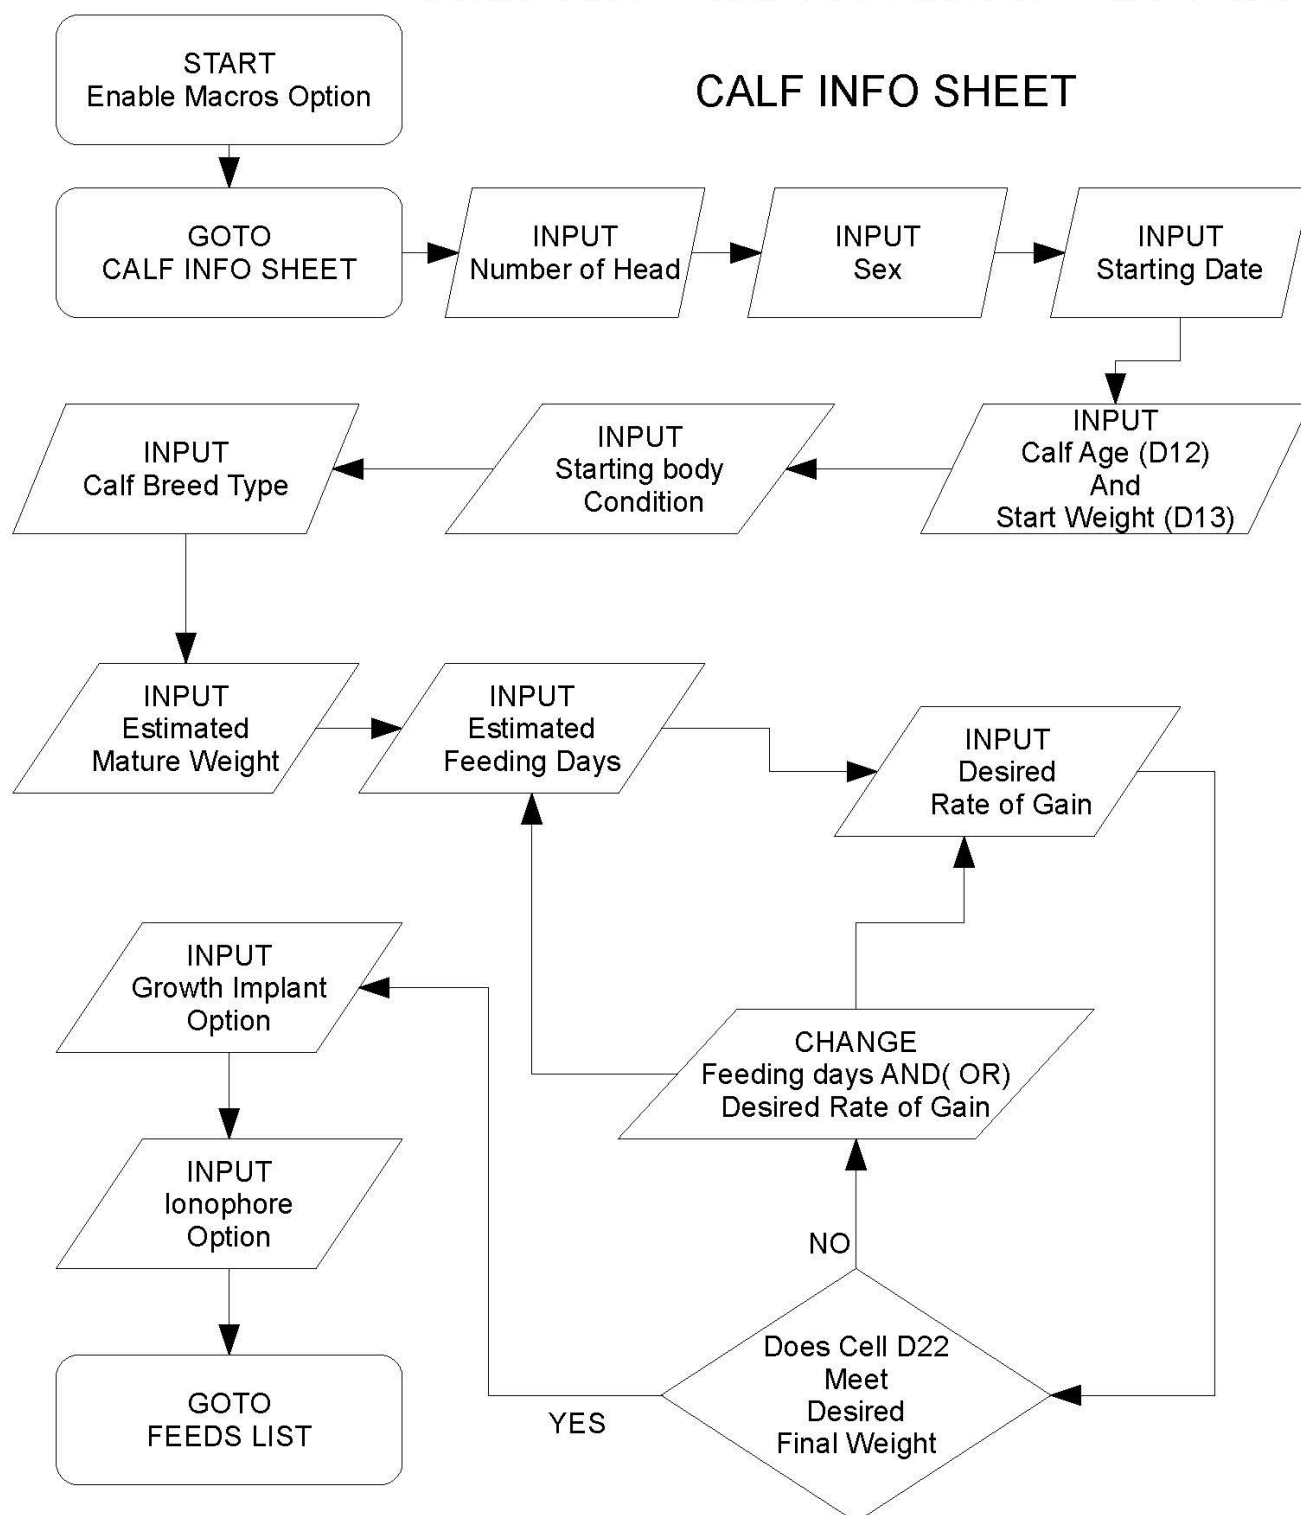 START
Enable Macros Option
CALF INFO SHEET
GOTO
CALF INFO SHEET
INPUT
Number of Head
INPUT
Sex
INPUT
Starting Date
INPUT
Calf Age (D12)
And
Start Weight (D13)
INPUT
Starting body
Condition
INPUT
Calf Breed Type
INPUT
Estimated
Mature Weight
INPUT
Estimated
Feeding Days
INPUT
Desired
Rate of Gain
INPUT
Growth Implant
Option
CHANGE
Feeding days AND( OR)
Desired Rate of Gain
INPUT
Ionophore
Option
NO
Does Cell D22
Meet
Desired
Final Weight
YES
GOTO
FEEDS LIST